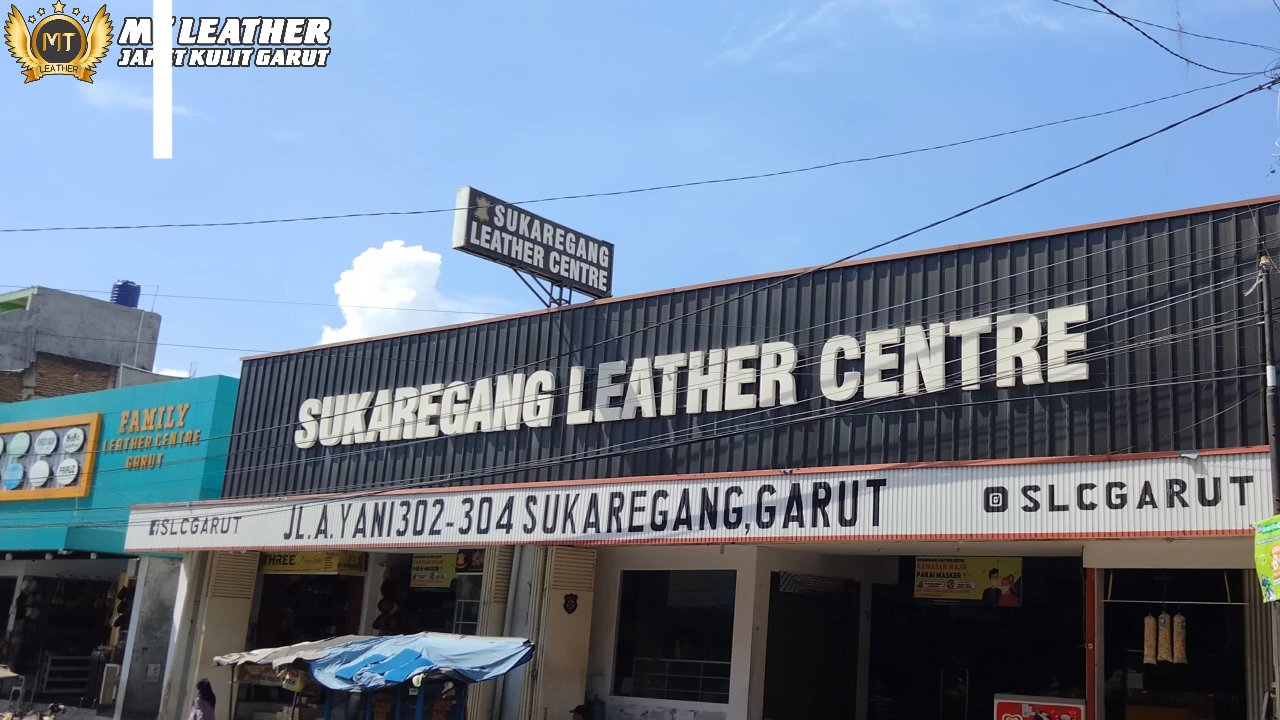 MT
LEATHER
MT LEATHER
JAKET KULIT GARUT
SUKAREGANG
LEATHER CENTRE
SUKAREGANG LEATHER CENTRE
FAMILY
LEATHER CENTRE
GARUT
SLCGARUT
JL.A.YANI 302-304 SUKAREGANG, GARUT
SLCGARUT
THREE
KAWASAN WAJIB
PAKAI MASKER